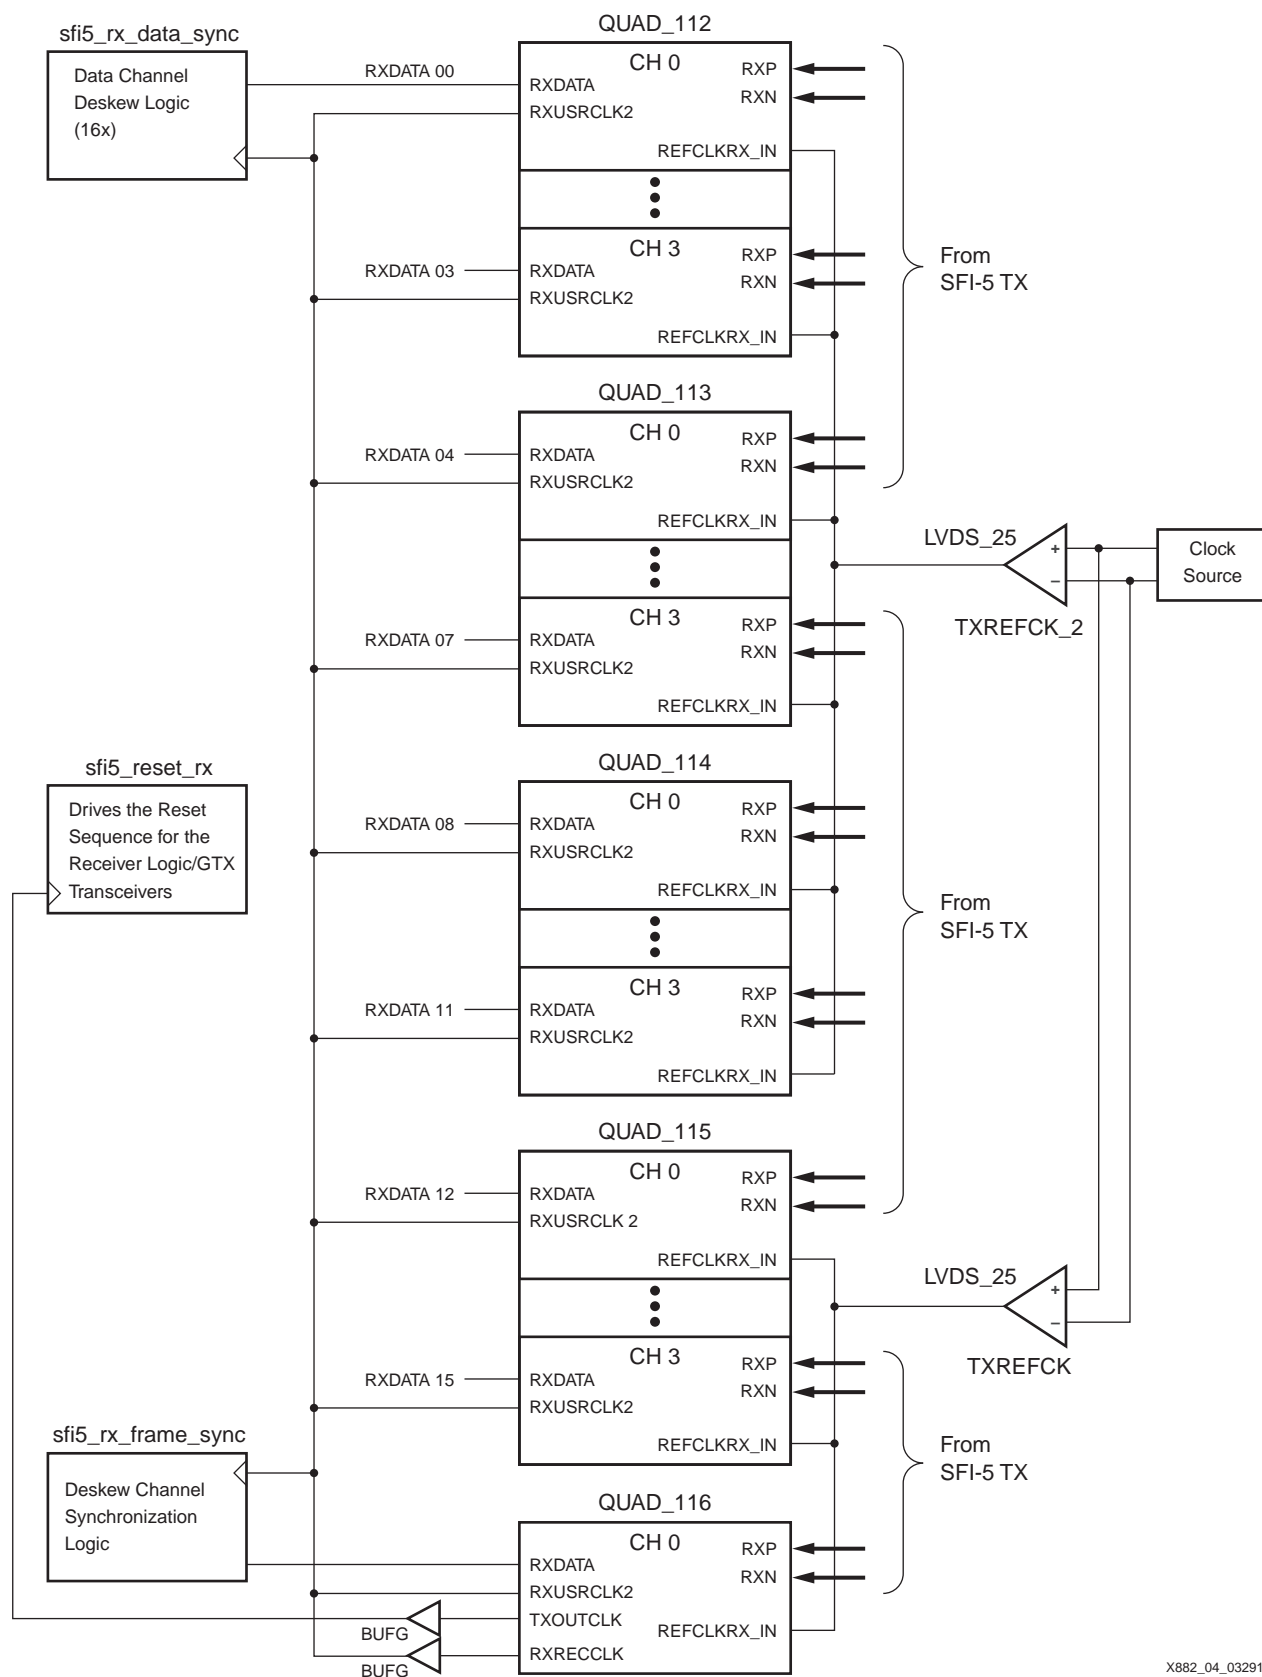 sfi5_rx_data_sync
Data Channel
Deskew Logic
(16x)
QUAD_112
CH 0
RXDATA 00
RXDATA
RXUSRCLK2
RXP
RXN
REFCLKRX_IN
CH 3
RXDATA 03
RXDATA
RXUSRCLK2
RXP
RXN
REFCLKRX_IN
From
SFI-5 TX
QUAD_113
CH 0
RXDATA 04
RXDATA
RXUSRCLK2
RXP
RXN
REFCLKRX_IN
CH 3
RXDATA 07
RXDATA
RXUSRCLK2
RXP
RXN
REFCLKRX_IN
LVDS_25
+
–
TXREFCK_2
Clock
Source
sfi5_reset_rx
Drives the Reset
Sequence for the
Receiver Logic/GTX
Transceivers
QUAD_114
CH 0
RXDATA 08
RXDATA
RXUSRCLK2
RXP
RXN
REFCLKRX_IN
CH 3
RXDATA 11
RXDATA
RXUSRCLK2
RXP
RXN
REFCLKRX_IN
From
SFI-5 TX
QUAD_115
CH 0
RXDATA 12
RXDATA
RXUSRCLK 2
RXP
RXN
REFCLKRX_IN
CH 3
RXDATA 15
RXDATA
RXUSRCLK2
RXP
RXN
REFCLKRX_IN
LVDS_25
+
–
TXREFCK
From
SFI-5 TX
sfi5_rx_frame_sync
Deskew Channel
Synchronization
Logic
QUAD_116
CH 0
RXDATA
RXUSRCLK2
TXOUTCLK
RXRECCLK
RXP
RXN
REFCLKRX_IN
BUFG
BUFG
X882_04_03291